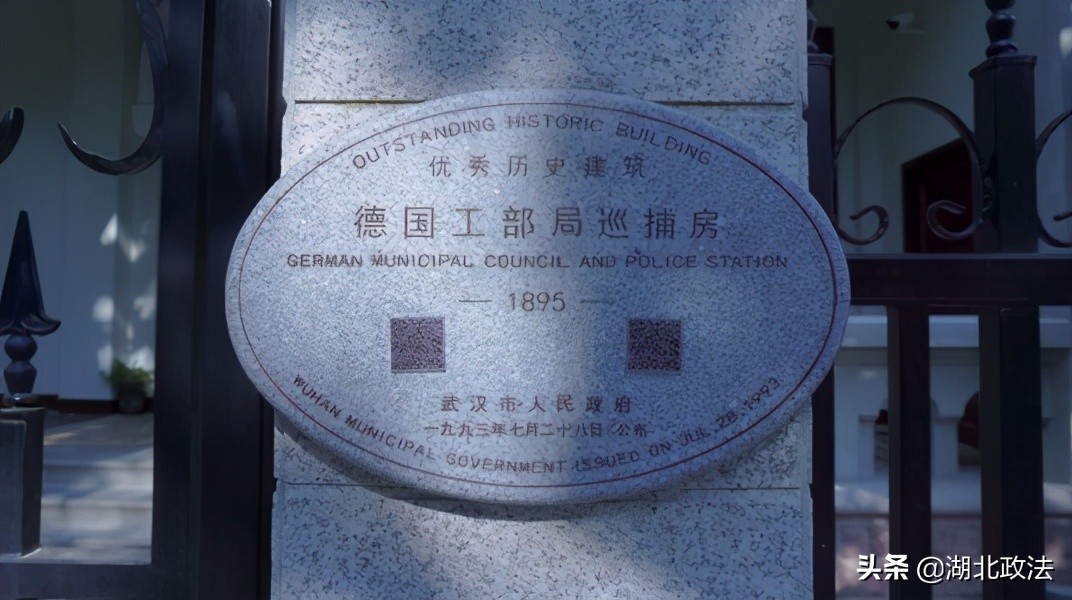 OUTSTANDING HISTORIC BUILDING
优秀历史建筑
德国工部局巡捕房
GERMAN MUNICIPAL COUNCIL AND POLICE STATION
— 1895 —
武汉市人民政府
一九九三年七月二十八日公布
WUHAN MUNICIPAL GOVERNMENT ISSUED ON JUL 28 1993
头条 @湖北政法